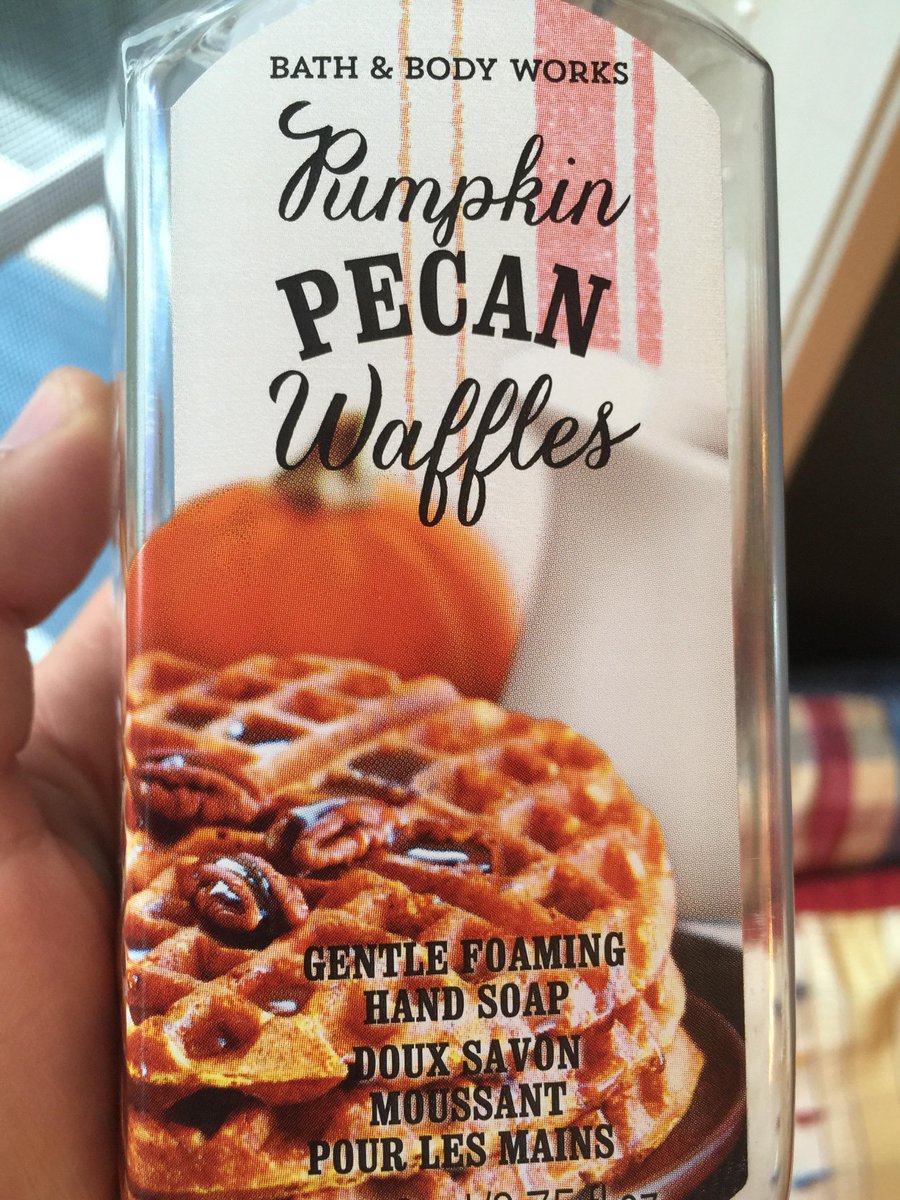 BATH & BODY WORKS
Pumpkin
PECAN
Waffles
GENTLE FOAMING
HAND SOAP
DOUX SAVON
MOUSSANT
POUR LES MAINS